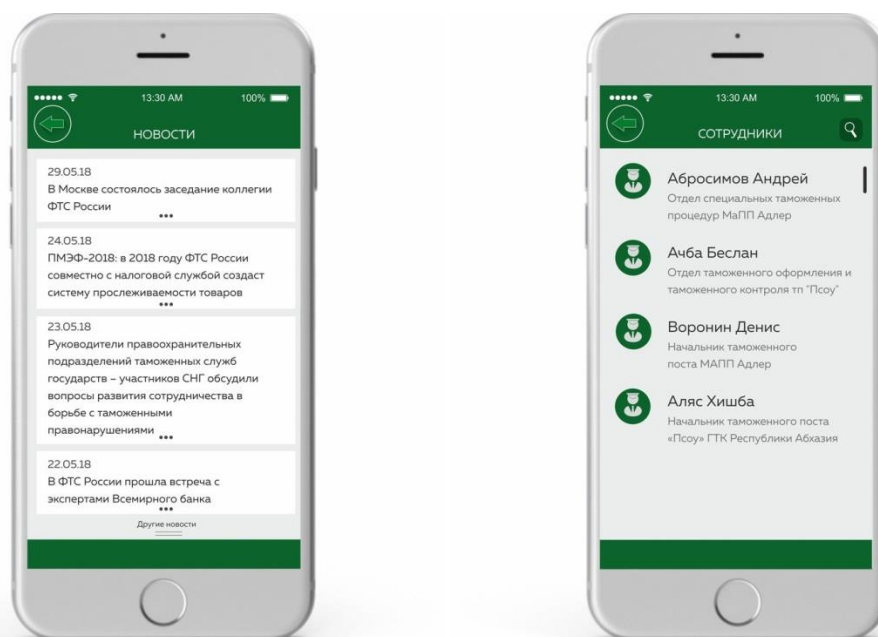 13:30 AM
100%
НОВОСТИ
29.05.18
В Москве состоялось заседание коллегии
ФТС России
24.05.18
ПМЭФ-2018: в 2018 году ФТС России
совместно с налоговой службой создаст
систему прослеживаемости товаров
23.05.18
Руководители правоохранительных
подразделений таможенных служб
государств – участников СНГ обсудили
вопросы развития сотрудничества в
борьбе с таможенными
правонарушениями
22.05.18
В ФТС России прошла встреча с
экспертами Всемирного банка
Другие новости
13:30 AM
100%
СОТРУДНИКИ
Абросимов Андрей
Отдел специальных таможенных
процедур МаПП Адлер
Ачба Беслан
Отдел таможенного оформления и
таможенного контроля тп "Псоу"
Воронин Денис
Начальник таможенного
поста МАПП Адлер
Аляс Хишба
Начальник таможенного поста
«Псоу» ГТК Республики Абхазия